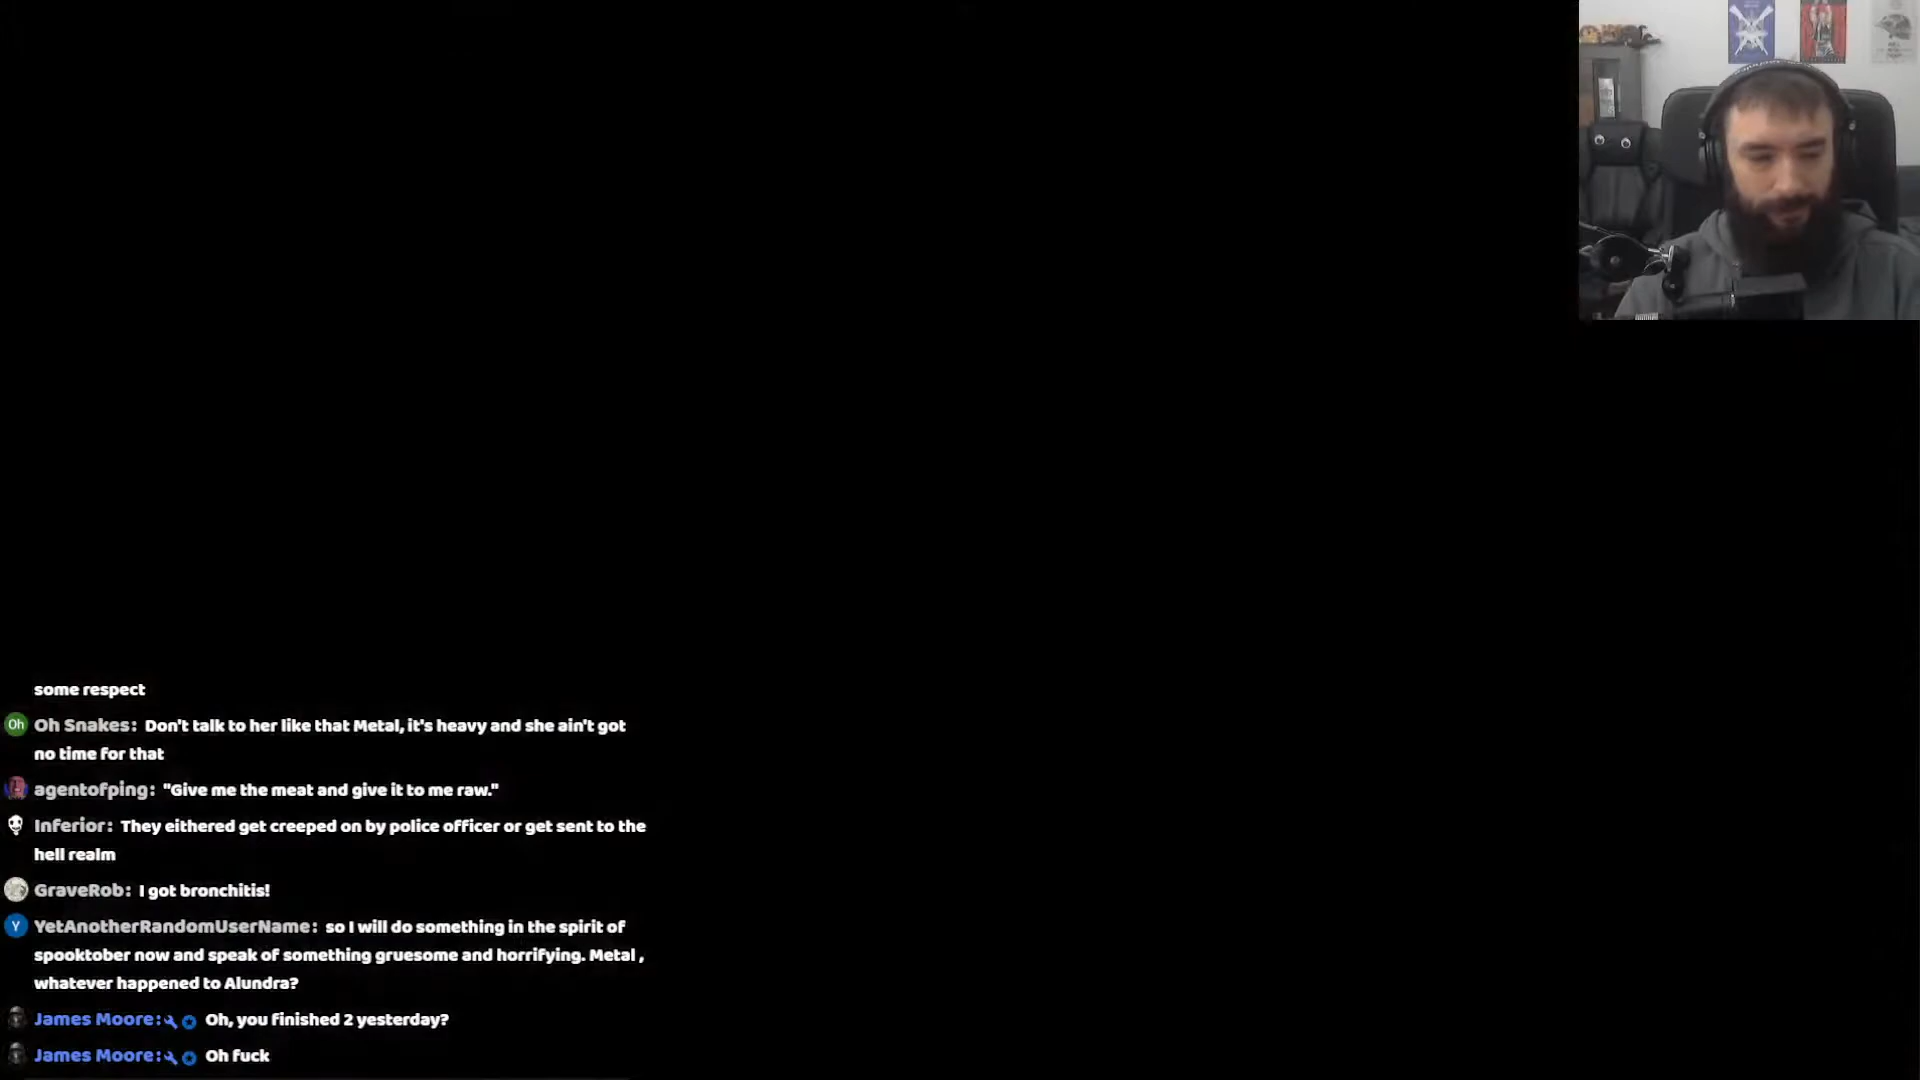 some respect
Oh Oh Snakes: Don't talk to her like that Metal, it's heavy and she ain't got
no time for that
agentofping: "Give me the meat and give it to me raw."
Inferior: They eithered get creeped on by police officer or get sent to the
hell realm
GraveRob: I got bronchitis!
Y YetAnotherRandomUserName: so I will do something in the spirit of
spooktober now and speak of something gruesome and horrifying. Metal ,
whatever happened to Alundra?
James Moore: Oh, you finished 2 yesterday?
James Moore: Oh fuck